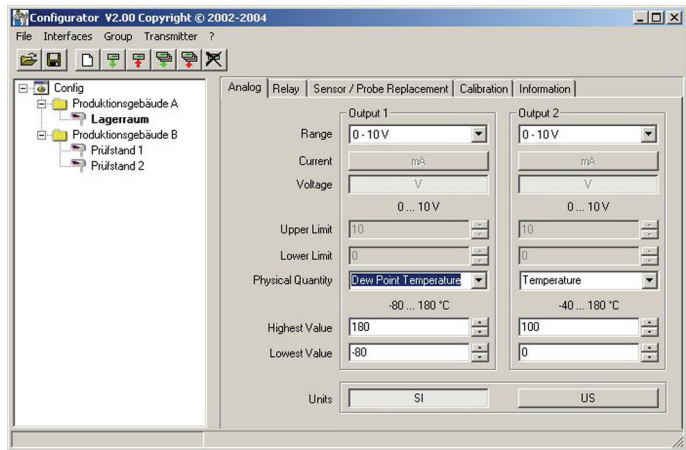 Configurator V2.00 Copyright © 2002-2004
File Interfaces Group Transmitter ?
Config
Produktionsgebäude A
Lagerraum
Produktionsgebäude B
Prüfstand 1
Prüfstand 2
Analog Relay Sensor / Probe Replacement Calibration Information
Output 1 Output 2
Range 0 - 10 V 0 - 10 V
Current mA mA
Voltage V V
0 ... 10 V 0 ... 10 V
Upper Limit 10 10
Lower Limit 0 0
Physical Quantity Dew Point Temperature Temperature
-80 ... 180 °C -40 ... 180 °C
Highest Value 180 100
Lowest Value -80 0
Units SI US